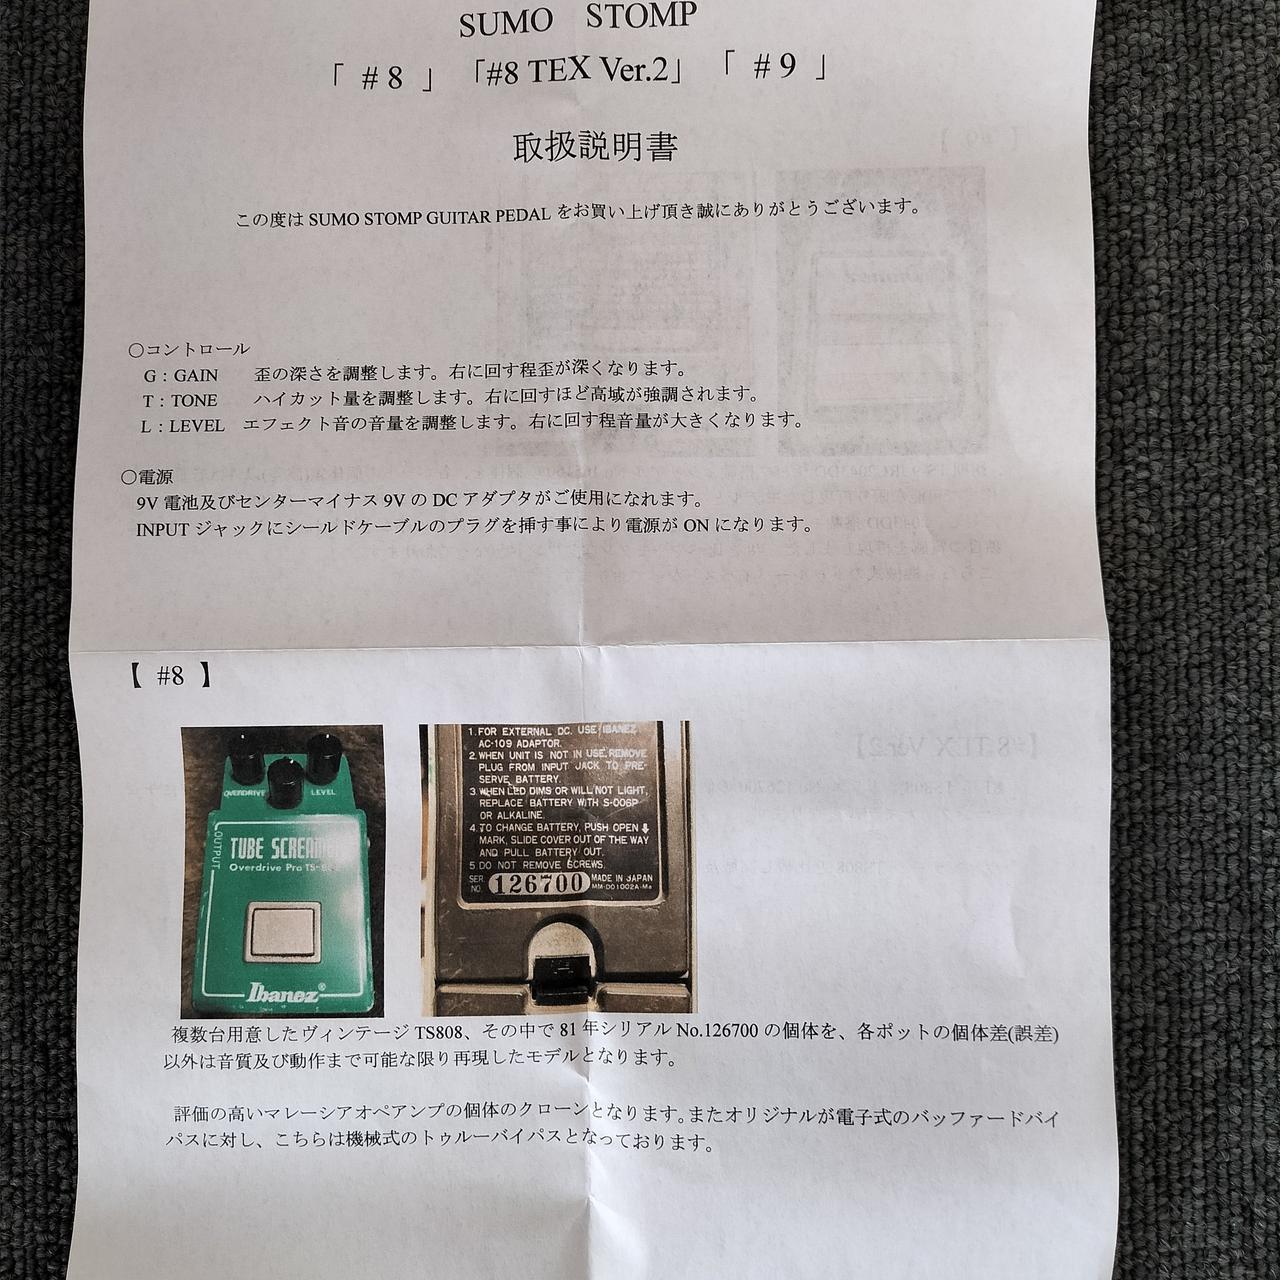 SUMO STOMP
「 #8 」「#8 TEX Ver.2」「 #9 」
取扱説明書
この度は SUMO STOMP GUITAR PEDAL をお買い上げ頂き誠にありがとうございます。
○コントロール
G：GAIN 歪の深さを調整します。右に回す程歪が深くなります。
T：TONE ハイカット量を調整します。右に回すほど高域が強調されます。
L：LEVEL エフェクト音の音量を調整します。右に回す程音量が大きくなります。
○電源
9V 電池及びセンターマイナス 9V の DC アダプタがご使用になれます。
INPUT ジャックにシールドケーブルのプラグを挿す事により電源が ON になります。
【 #8 】
OVERDRIVE LEVEL
OUTPUT
TUBE SCREAMER
Overdrive Pro
Ibanez®
1. FOR EXTERNAL DC. USE IBANEZ
AC-109 ADAPTOR.
2. WHEN UNIT IS NOT IN USE, REMOVE
PLUG FROM INPUT JACK TO PRE-
SERVE BATTERY.
3. WHEN LED DIMS OR WILL NOT LIGHT,
REPLACE BATTERY WITH S-006P
OR ALKALINE.
4. TO CHANGE BATTERY, PUSH OPEN
MARK, SLIDE COVER OUT OF THE WAY
AND PULL BATTERY OUT.
5. DO NOT REMOVE SCREWS.
SER. NO. 126700 MADE IN JAPAN
複数台用意したヴィンテージ TS808、その中で 81 年シリアル No.126700 の個体を、各ポットの個体差(誤差)
以外は音質及び動作まで可能な限り再現したモデルとなります。
評価の高いマレーシアオペアンプの個体のクローンとなります。またオリジナルが電子式のバッファードバイ
パスに対し、こちらは機械式のトゥルーバイパスとなっております。